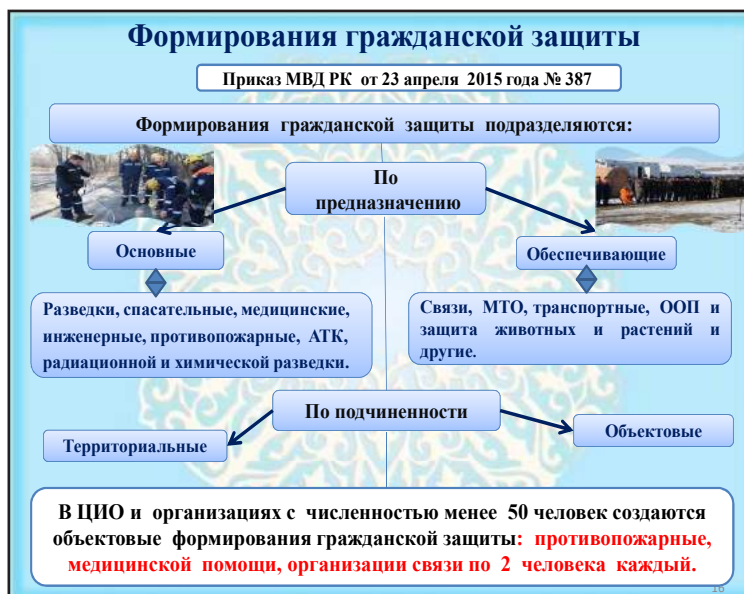 Формирования гражданской защиты
Приказ МВД РК от 23 апреля 2015 года № 387
Формирования гражданской защиты подразделяются:
По
предназначению
Основные
Обеспечивающие
Разведки, спасательные, медицинские,
инженерные, противопожарные, АТК,
радиационной и химической разведки.
Связи, МТО, транспортные, ООП и
защита животных и растений и
другие.
По подчиненности
Территориальные
Объектовые
В ЦИО и организациях с численностью менее 50 человек создаются
объектовые формирования гражданской защиты: противопожарные,
медицинской помощи, организации связи по 2 человека каждый.
16